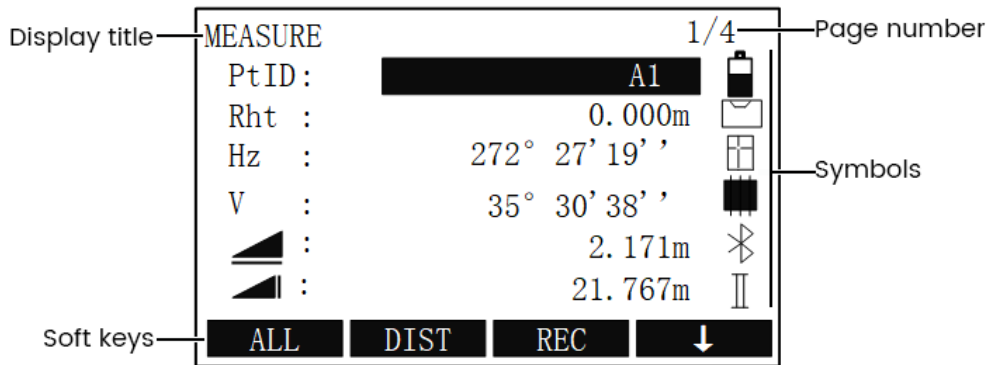 Display title
MEASURE
1/4
Page number
PtID:
A1
Rht :
0.000m
Hz :
272° 27' 19''
Symbols
V :
35° 30' 38''
:
2.171m
:
21.767m
Soft keys
ALL
DIST
REC
↓